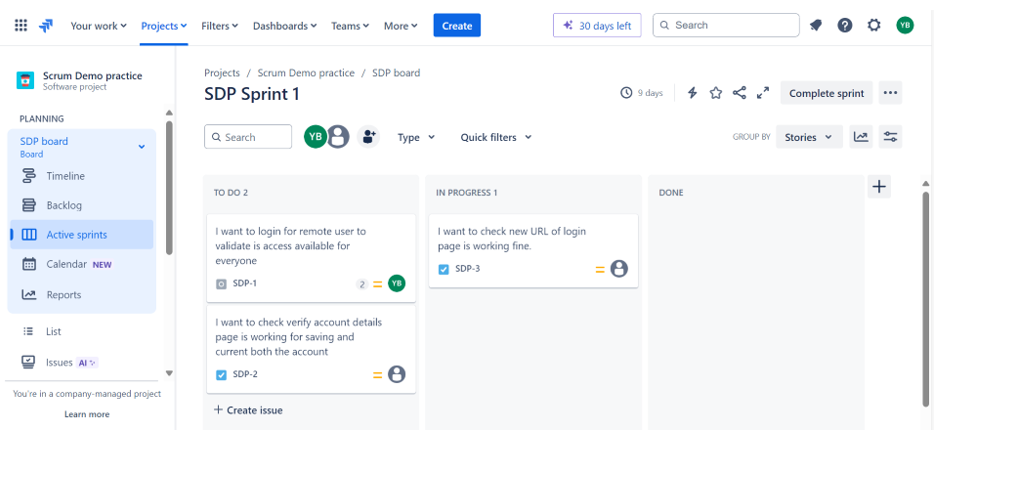 Your work Projects Filters Dashboards Teams More Create 30 days left Search YB
Scrum Demo practice
Software project
PLANNING
SDP board
Board
Timeline
Backlog
Active sprints
Calendar NEW
Reports
List
Issues AI
You're in a company-managed project
Learn more
Projects / Scrum Demo practice / SDP board
SDP Sprint 1
9 days Complete sprint
Search YB Type Quick filters GROUP BY Stories
TO DO 2
I want to login for remote user to
validate is access available for
everyone
SDP-1 2 YB
I want to check verify account details
page is working for saving and
current both the account
SDP-2
+ Create issue
IN PROGRESS 1
I want to check new URL of login
page is working fine.
SDP-3
DONE